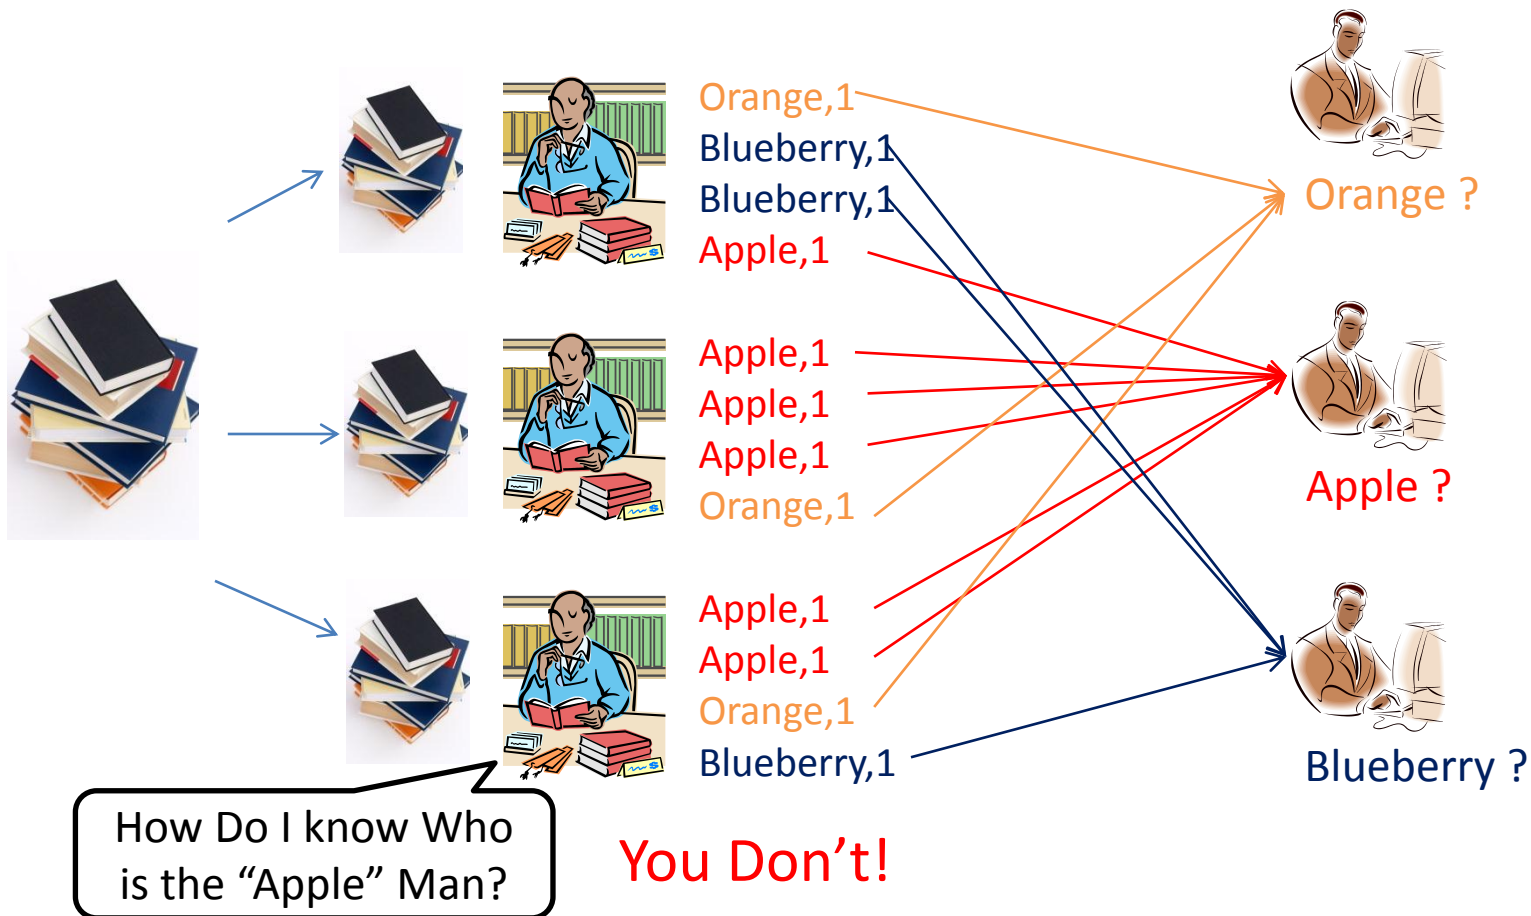 Orange,1
Blueberry,1
Blueberry,1
Apple,1
Apple,1
Apple,1
Apple,1
Orange,1
Apple,1
Apple,1
Orange,1
Blueberry,1
Orange ?
Apple ?
Blueberry ?
How Do I know Who
is the “Apple” Man?
You Don’t!